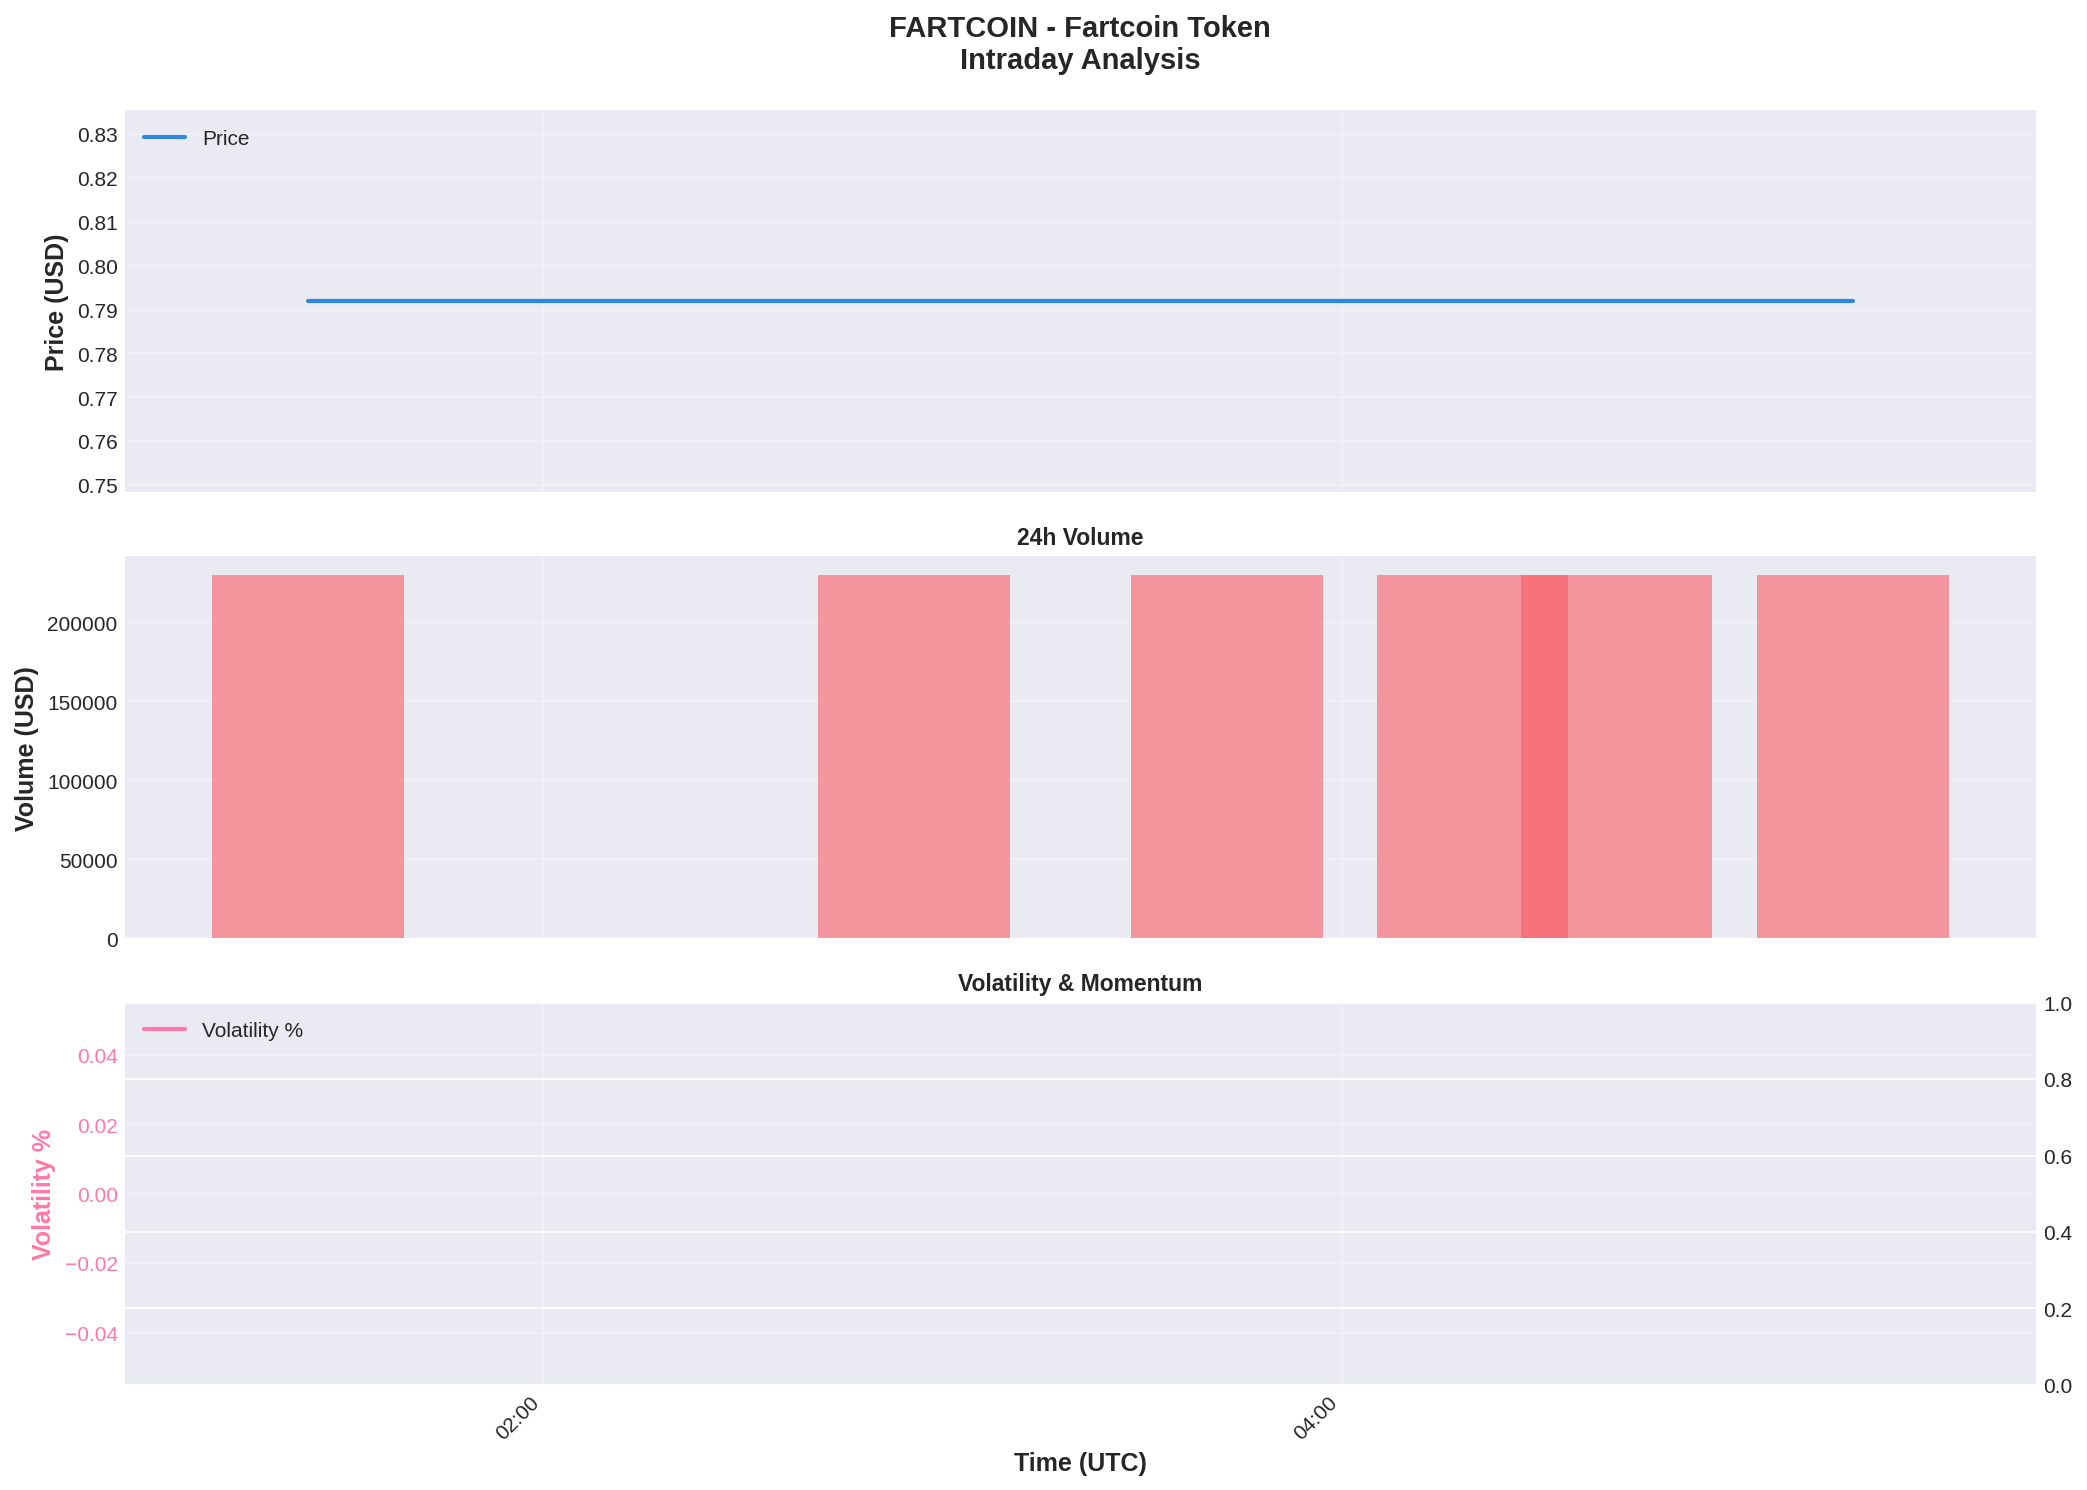 FARTCOIN - Fartcoin Token
Intraday Analysis
Price
0.83
0.82
0.81
0.80
0.79
0.78
0.77
0.76
0.75
Price (USD)
24h Volume
200000
150000
100000
50000
0
Volume (USD)
Volatility & Momentum
Volatility %
0.04
0.02
0.00
−0.02
−0.04
Volatility %
1.0
0.8
0.6
0.4
0.2
0.0
02:00
04:00
Time (UTC)